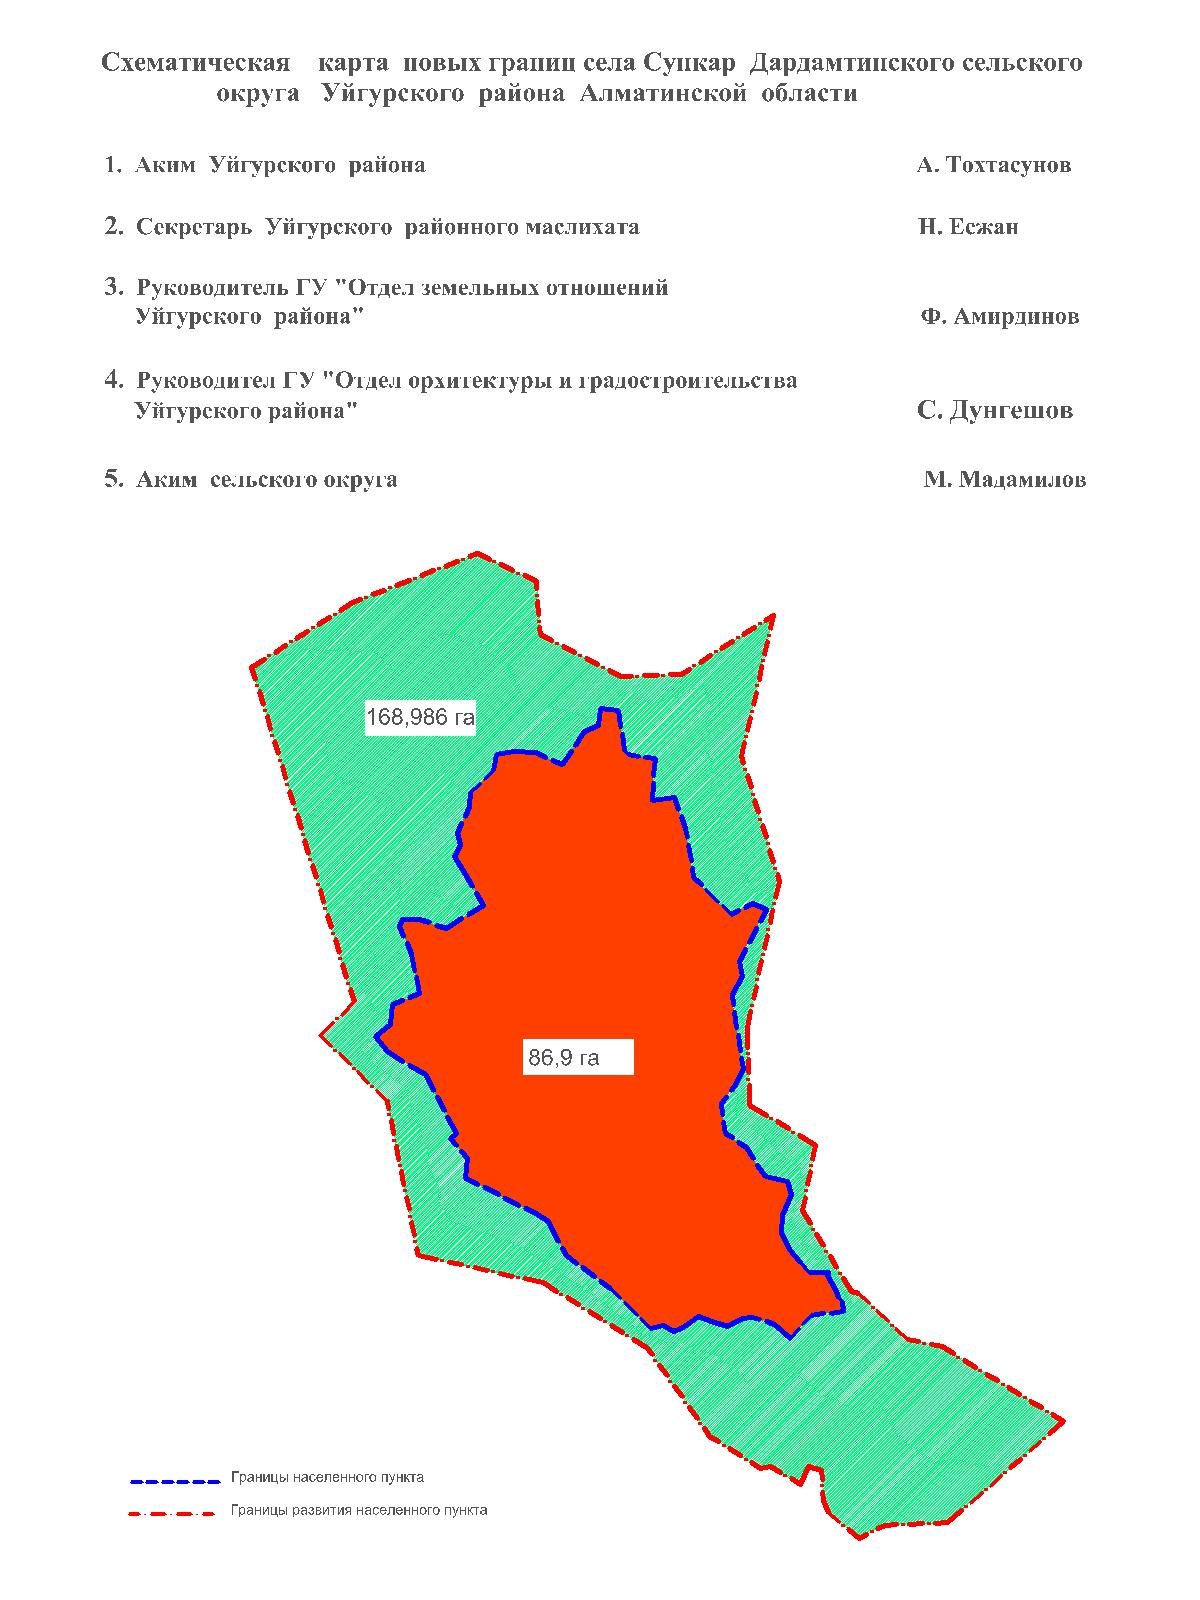 Схематическая карта новых границ села Сункар Дардамтинского сельского
округа Уйгурского района Алматинской области
1. Аким Уйгурского района А. Тохтасунов
2. Секретарь Уйгурского районного маслихата Н. Есжан
3. Руководитель ГУ "Отдел земельных отношений
Уйгурского района" Ф. Амирдинов
4. Руководител ГУ "Отдел орхитектуры и градостроительства
Уйгурского района" С. Дунгешов
5. Аким сельского округа М. Мадамилов
168,986 га
86,9 га
Границы населенного пункта
Границы развития населенного пункта